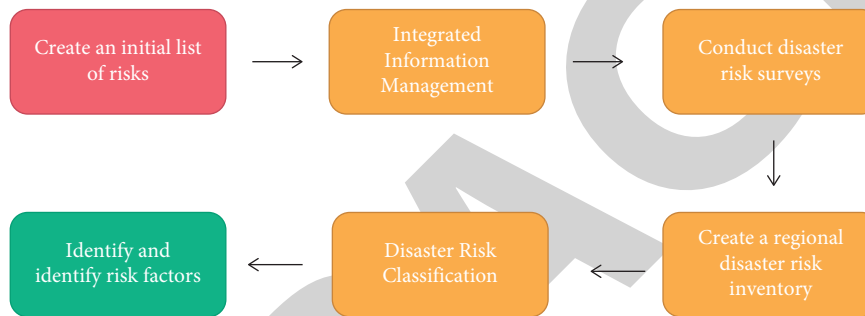 Create an initial list
of risks
Integrated
Information
Management
Conduct disaster
risk surveys
Identify and
identify risk factors
Disaster Risk
Classification
Create a regional
disaster risk
inventory